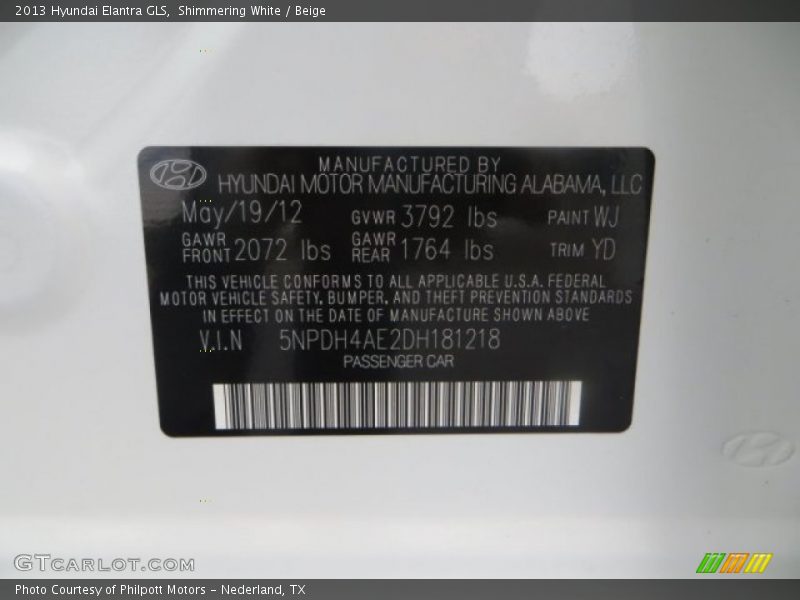 2013 Hyundai Elantra GLS,  Shimmering White / Beige
MANUFACTURED BY
HYUNDAI MOTOR MANUFACTURING ALABAMA, LLC
May/19/12 GVWR 3792 lbs PAINT WJ
GAWR FRONT 2072 lbs GAWR REAR 1764 lbs TRIM YD
THIS VEHICLE CONFORMS TO ALL APPLICABLE U.S.A. FEDERAL
MOTOR VEHICLE SAFETY, BUMPER, AND THEFT PREVENTION STANDARDS
IN EFFECT ON THE DATE OF MANUFACTURE SHOWN ABOVE
V.I.N 5NPDH4AE2DH181218
PASSENGER CAR
GTCARLOT.COM
Photo Courtesy of Philpott Motors - Nederland, TX